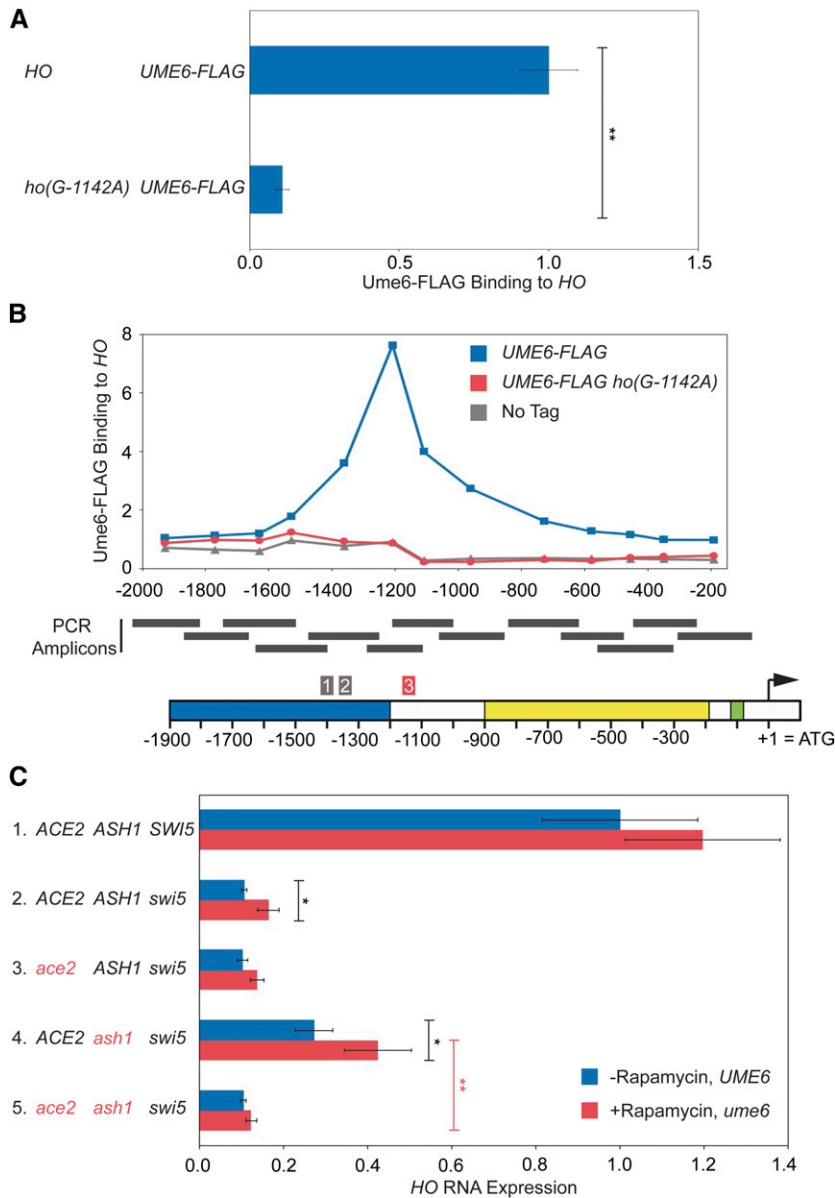 A
HO UME6-FLAG
**
ho(G-1142A) UME6-FLAG
0.0 0.5 1.0 1.5
Ume6-FLAG Binding to HO
B
Ume6-FLAG Binding to HO
8
6
4
2
0
UME6-FLAG
UME6-FLAG ho(G-1142A)
No Tag
-2000 -1800 -1600 -1400 -1200 -1000 -800 -600 -400 -200
PCR
Amplicons
1 2 3
-1900 -1700 -1500 -1300 -1100 -900 -700 -500 -300 +1 = ATG
C
1. ACE2 ASH1 SWI5
2. ACE2 ASH1 swi5
*
3. ace2 ASH1 swi5
4. ACE2 ash1 swi5
*
**
5. ace2 ash1 swi5
-Rapamycin, UME6
+Rapamycin, ume6
0.0 0.2 0.4 0.6 0.8 1.0 1.2 1.4
HO RNA Expression